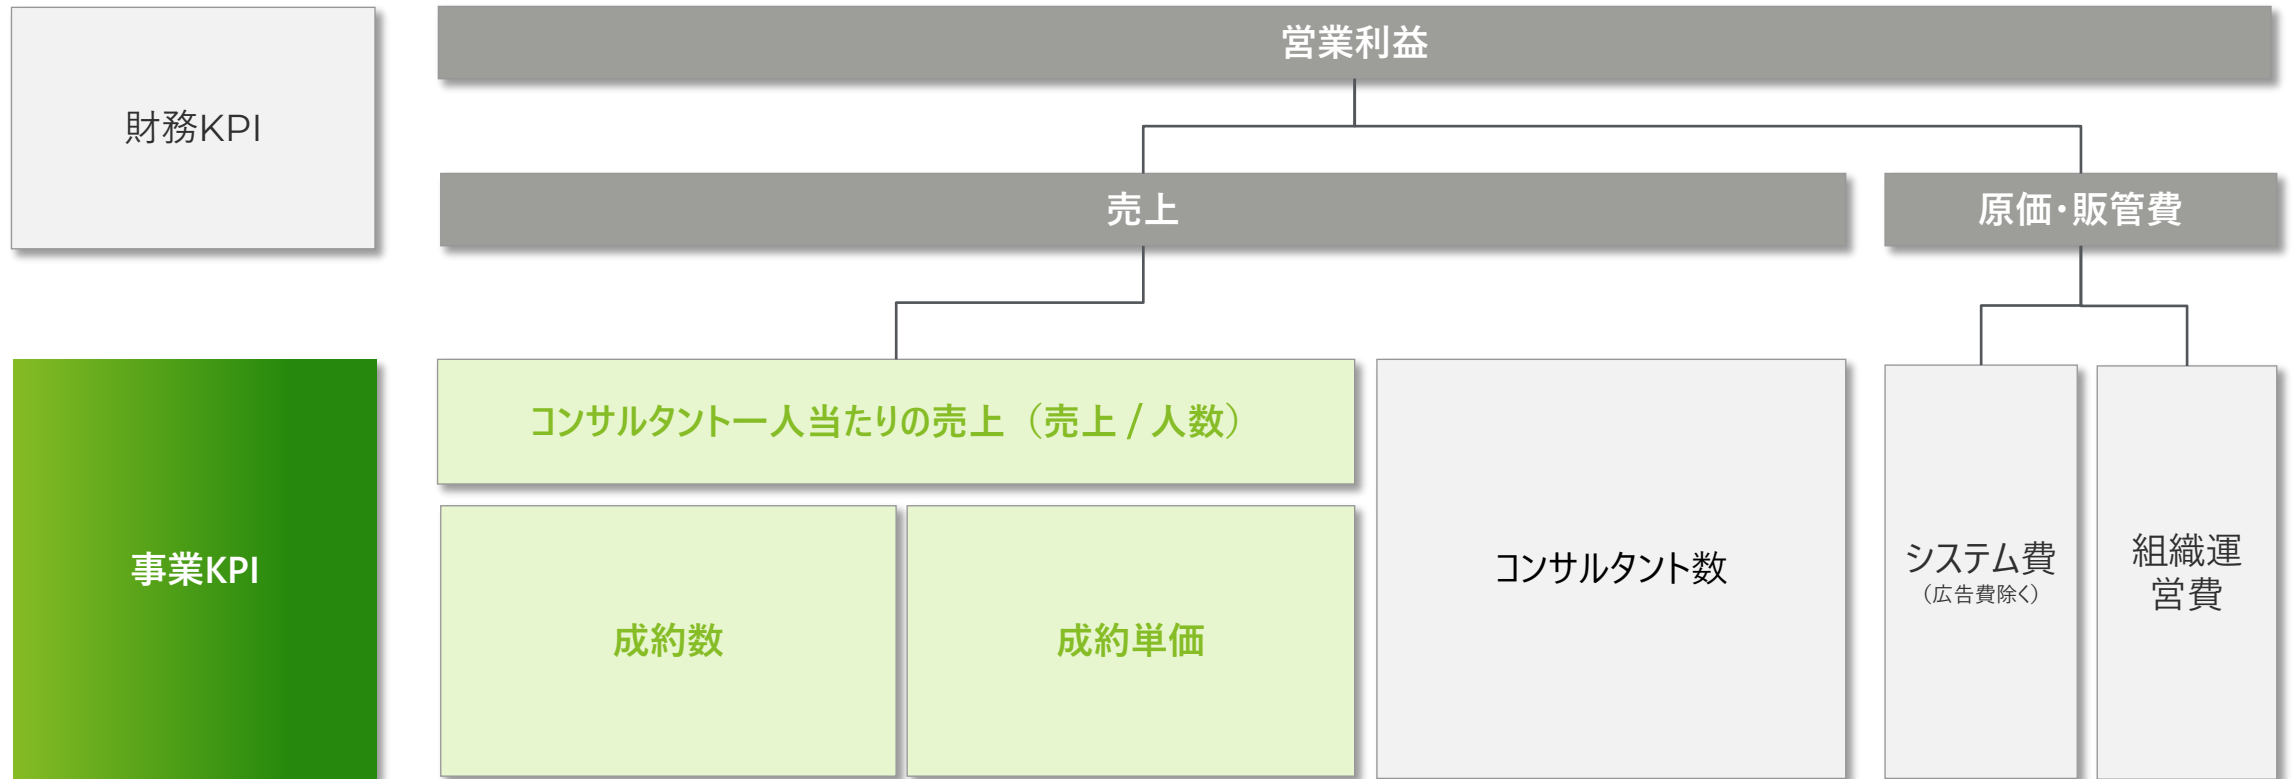 財務KPI
営業利益
売上
原価・販管費
事業KPI
コンサルタント一人当たりの売上（売上 / 人数）
成約数
成約単価
コンサルタント数
システム費
（広告費除く）
組織運
営費